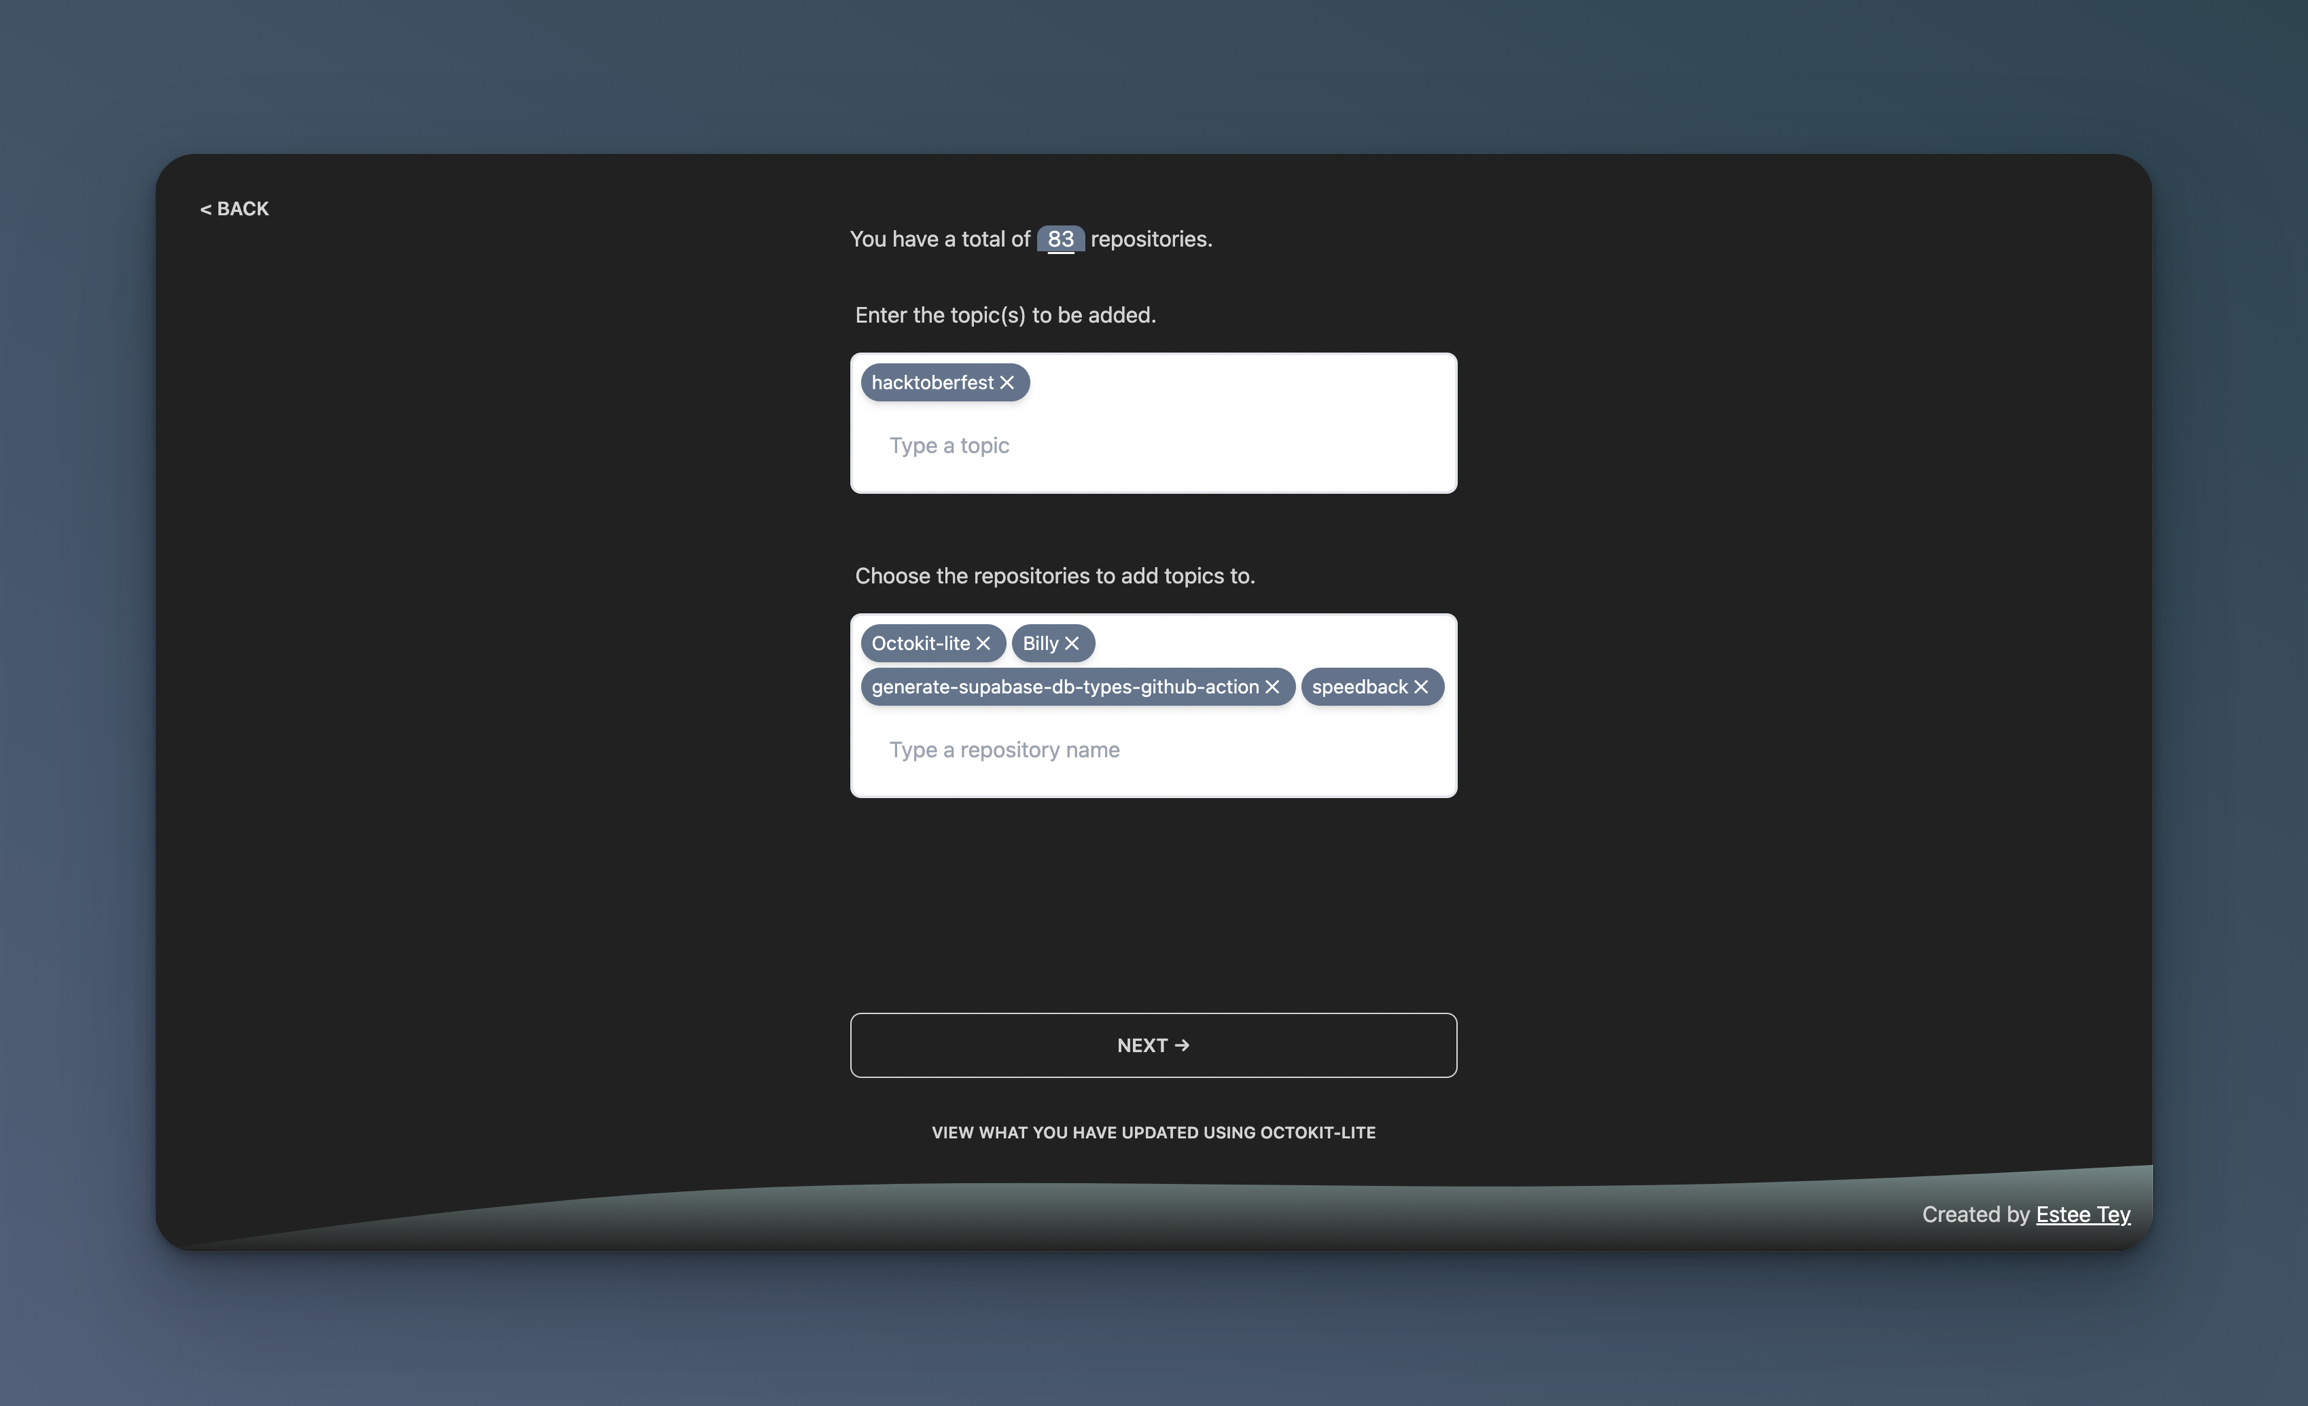 < BACK
You have a total of 83 repositories.
Enter the topic(s) to be added.
hacktoberfest
Type a topic
Choose the repositories to add topics to.
Octokit-lite Billy
generate-supabase-db-types-github-action speedback
Type a repository name
NEXT →
VIEW WHAT YOU HAVE UPDATED USING OCTOKIT-LITE
Created by Estee Tey